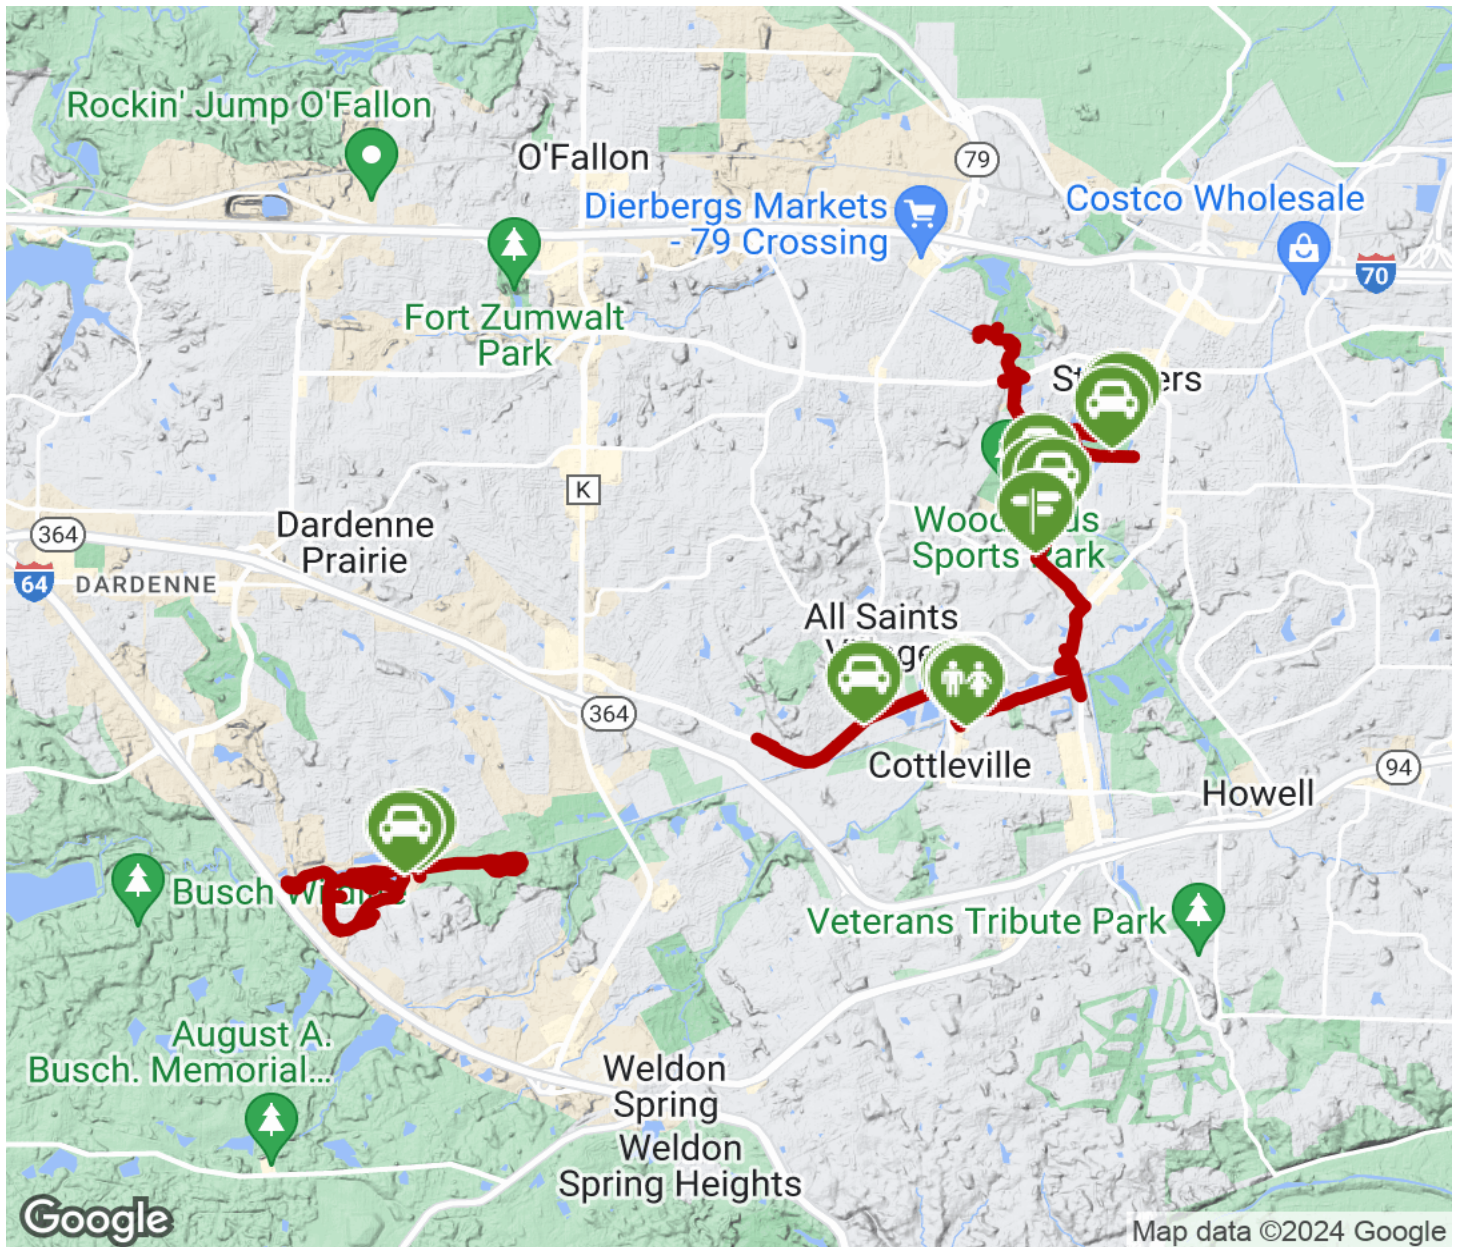 Rockin' Jump O'Fallon
O'Fallon
79
Dierbergs Markets
- 79 Crossing
Costco Wholesale
70
Fort Zumwalt
Park
K
364
Dardenne
Prairie
64
DARDENNE
Sports Park
All Saints
364
Cottleville
94
Howell
Busch
Veterans Tribute Park
August A.
Busch. Memorial...
Weldon
Spring
Weldon
Spring Heights
Google
Map data ©2024 Google